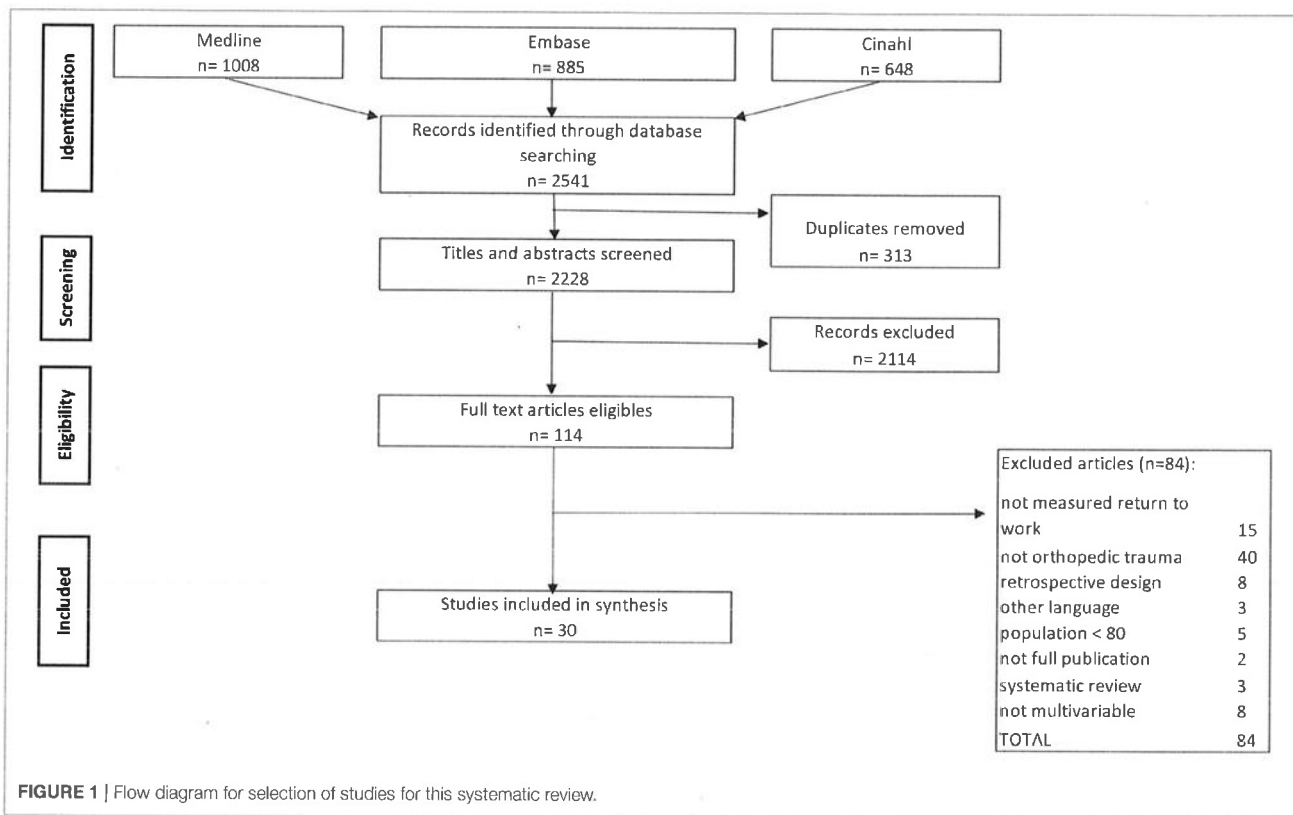 Identification
Medline
n= 1008
Embase
n= 885
Cinahl
n= 648
Records identified through database
searching
n= 2541
Duplicates removed
n= 313
Screening
Titles and abstracts screened
n= 2228
Records excluded
n= 2114
Eligibility
Full text articles eligibles
n= 114
Excluded articles (n=84):
not measured return to
work 15
not orthopedic trauma 40
retrospective design 8
other language 3
population < 80 5
not full publication 2
systematic review 3
not multivariable 8
TOTAL 84
Included
Studies included in synthesis
n= 30
FIGURE 1 | Flow diagram for selection of studies for this systematic review.